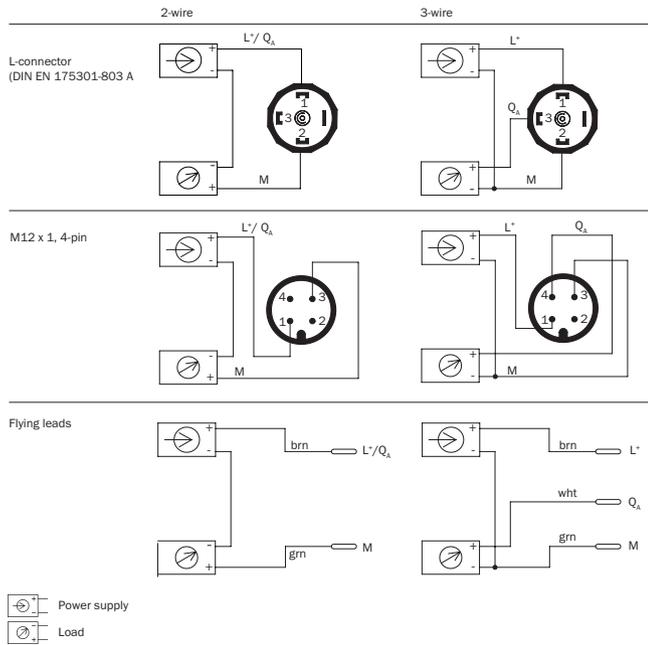 2-wire 3-wire
L-connector
(DIN EN 175301-803 A
L⁺/ Q_A
+
-
1
3
2
-
+
M
L⁺
+
-
Q_A
1
3
2
+
-
M
M12 x 1, 4-pin
L⁺/ Q_A
+
-
4 3
1 2
-
+
M
L⁺ Q_A
+
-
4 3
1 2
+
-
M
Flying leads
+
-
brn L⁺/Q_A
-
+
grn M
+
-
brn L⁺
wht Q_A
+
-
grn M
+
-
Power supply
-
+
Load